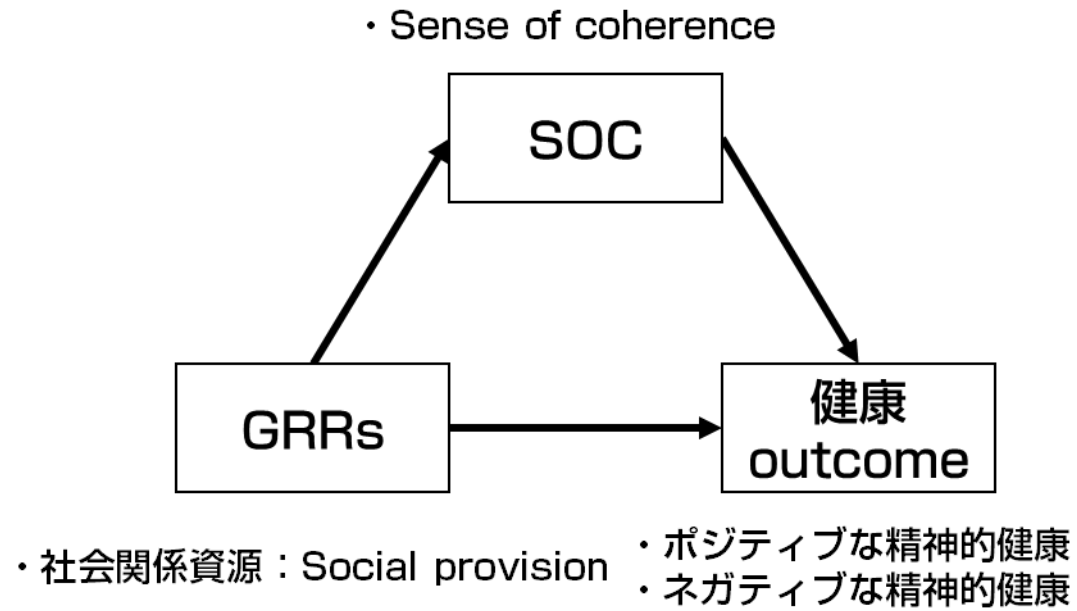 ・Sense of coherence
SOC
GRRs
健康
outcome
・社会関係資源：Social provision
・ポジティブな精神的健康
・ネガティブな精神的健康